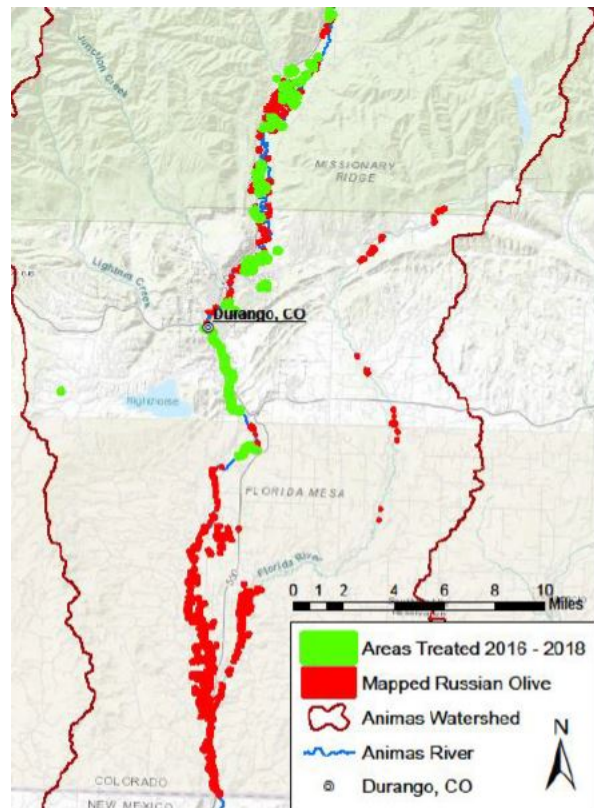 Junction Creek
MISSIONARY
RIDGE
Lightner Creek
Durango, CO
Nighthorse
FLORIDA MESA
Florida River
550
0 1 2 4 6 8 10
Miles
Areas Treated 2016 - 2018
Mapped Russian Olive
Animas Watershed
Animas River
Durango, CO
N
COLORADO
NEW MEXICO